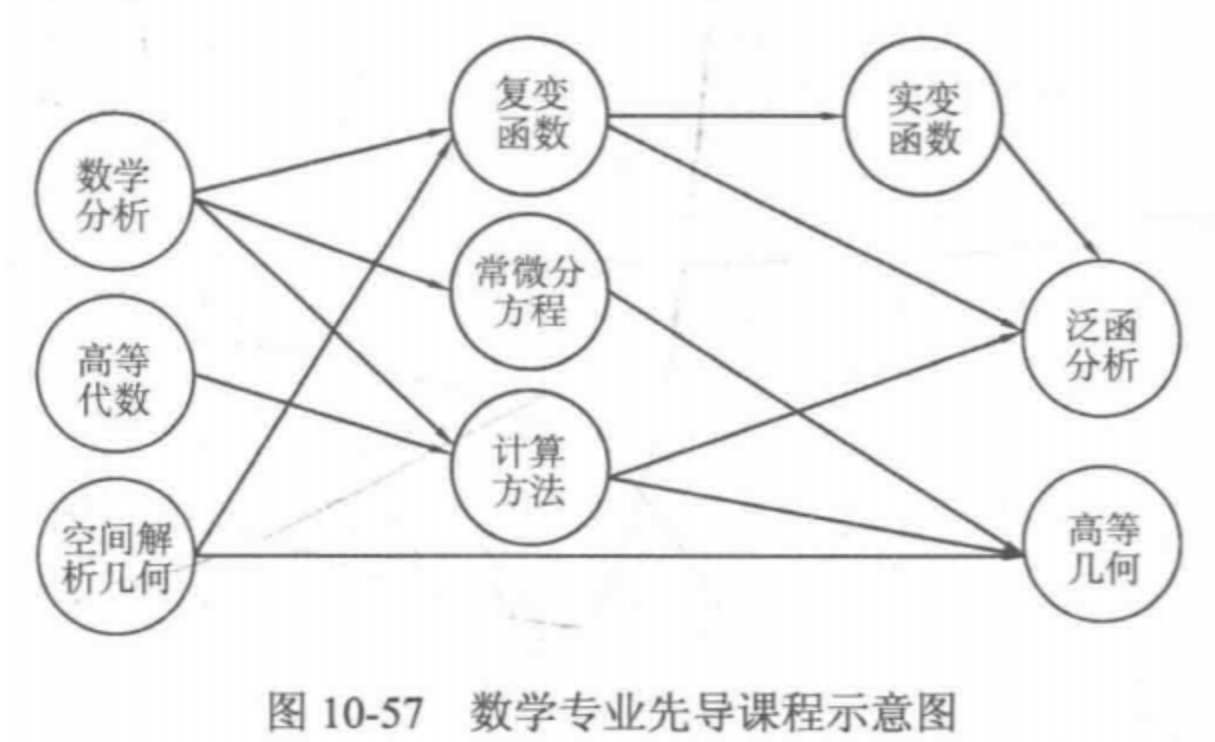 复变
函数
实变
函数
数学
分析
常微分
方程
高等
代数
泛函
分析
计算
方法
空间解
析几何
高等
几何
图 10-57 数学专业先导课程示意图